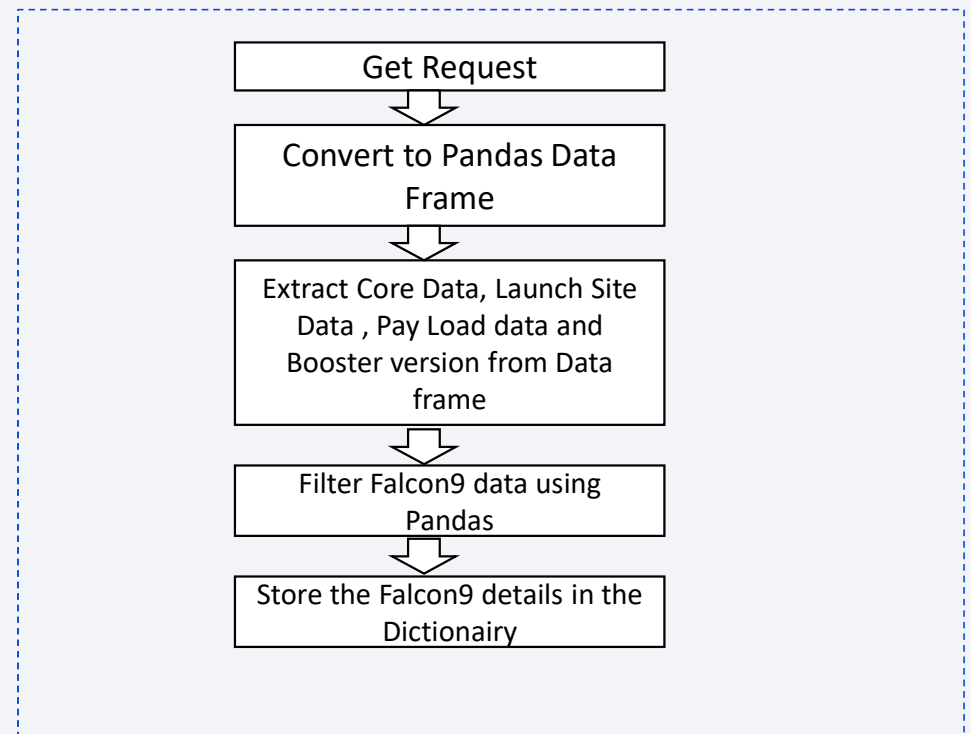 Get Request
Convert to Pandas Data
Frame
Extract Core Data, Launch Site
Data , Pay Load data and
Booster version from Data
frame
Filter Falcon9 data using
Pandas
Store the Falcon9 details in the
Dictionairy